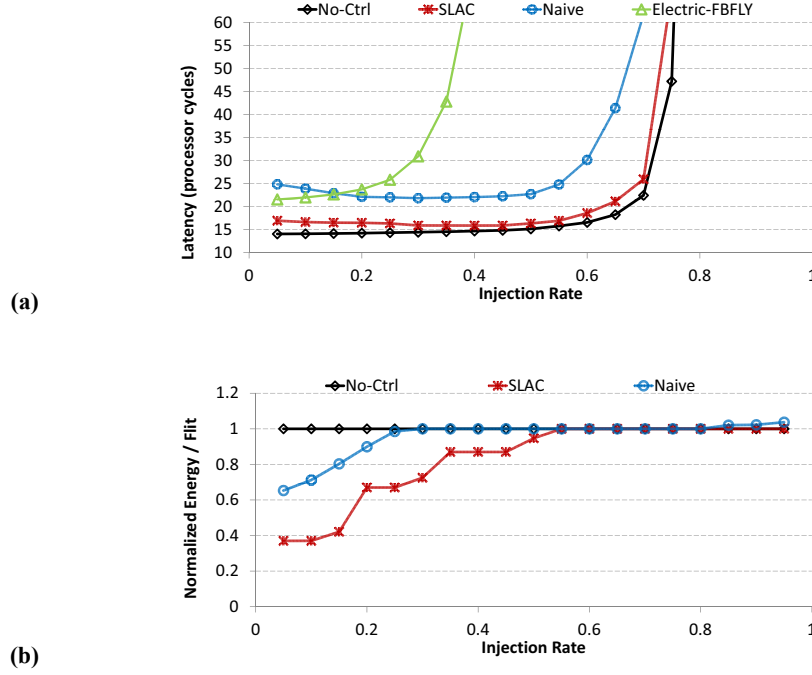 No-Ctrl SLAC Naive Electric-FBFLY
60
55
50
45
40
35
30
25
20
15
10
Latency (processor cycles)
0 0.2 0.4 0.6 0.8 1
Injection Rate
(a)
No-Ctrl SLAC Naive
1.2
1
0.8
0.6
0.4
0.2
0
Normalized Energy / Flit
0 0.2 0.4 0.6 0.8 1
Injection Rate
(b)